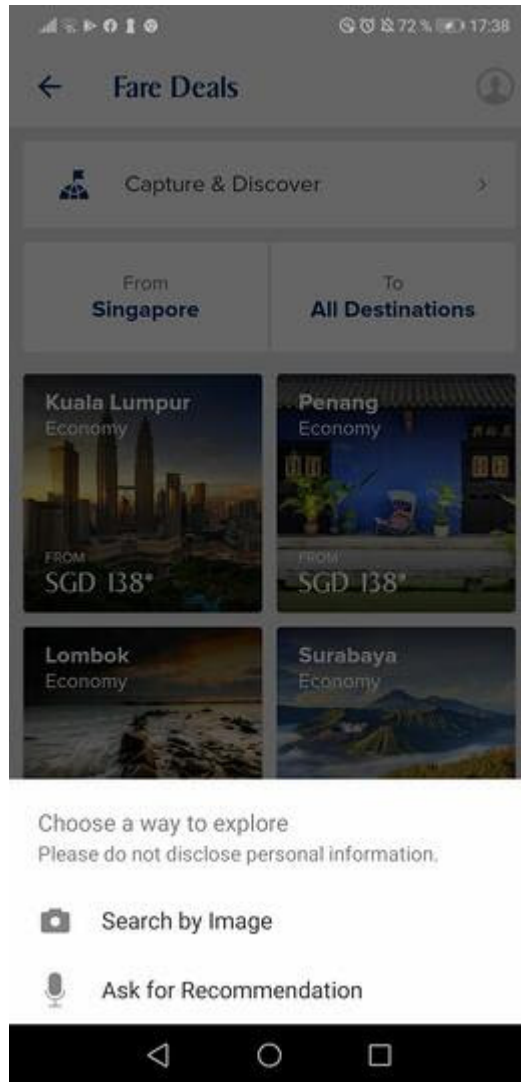 72 % 17:38
Fare Deals
Capture & Discover
From
Singapore
To
All Destinations
Kuala Lumpur
Economy
FROM
SGD 138*
Penang
Economy
FROM
SGD 138*
Lombok
Economy
Surabaya
Economy
Choose a way to explore
Please do not disclose personal information.
Search by Image
Ask for Recommendation